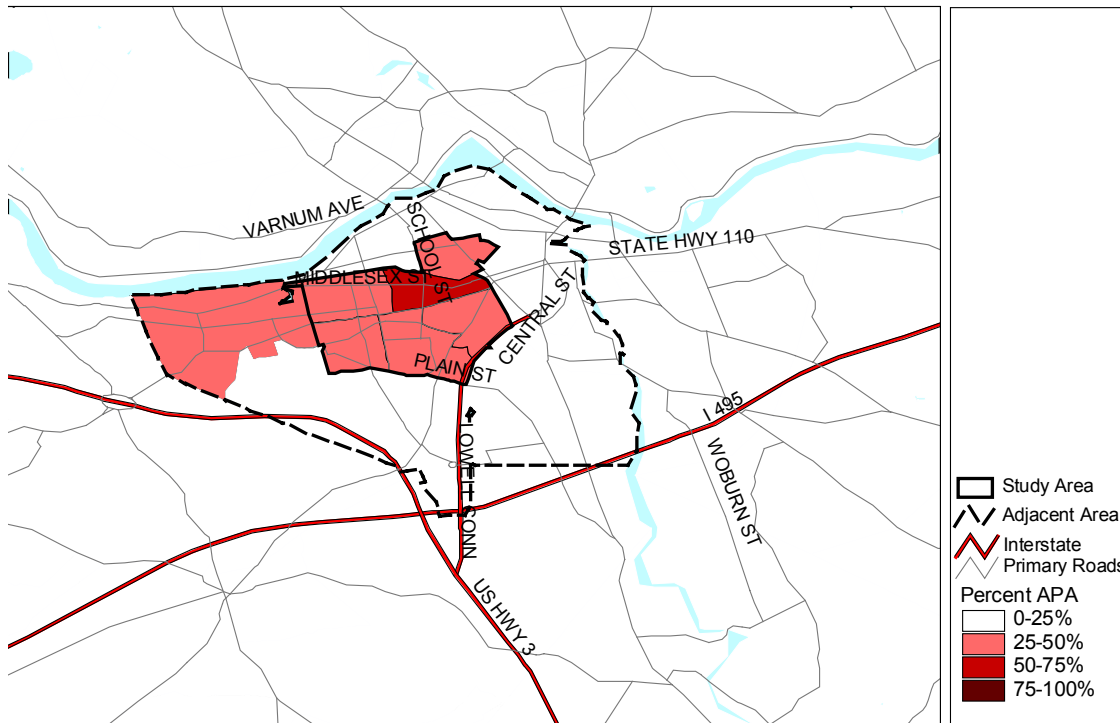 VARNUM AVE
SCHOOL ST
STATE HWY 110
MIDDLESEX ST
CENTRAL ST
PLAIN ST
I 495
LOWELL CONN
WOBURN ST
US HWY 3
Study Area
Adjacent Area
Interstate
Primary Roads
Percent APA
0-25%
25-50%
50-75%
75-100%